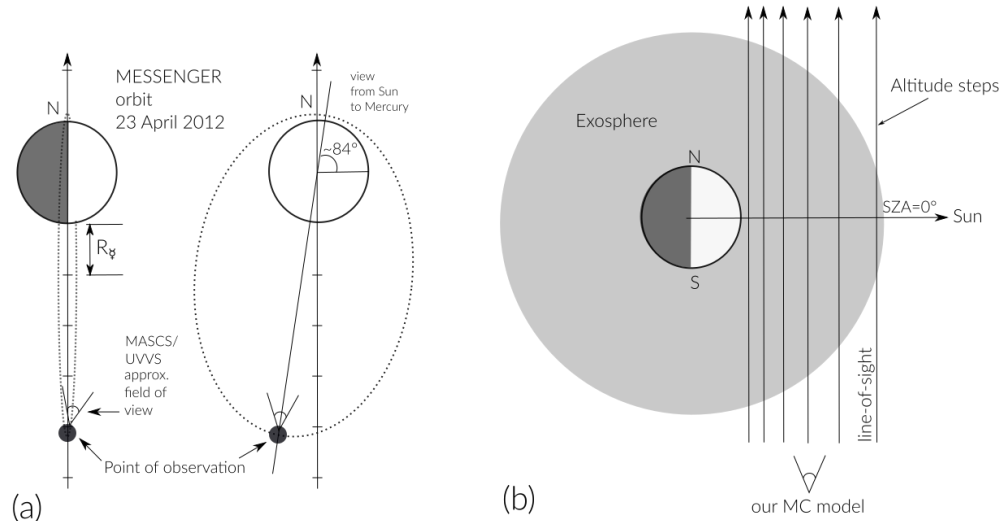 MESSENGER
orbit
23 April 2012
N
R☿
MASCS/
UVVS
approx.
field of
view
Point of observation
(a)
view
from Sun
to Mercury
N
~84°
Exosphere
N
S
Altitude steps
SZA=0°
Sun
line-of-sight
our MC model
(b)